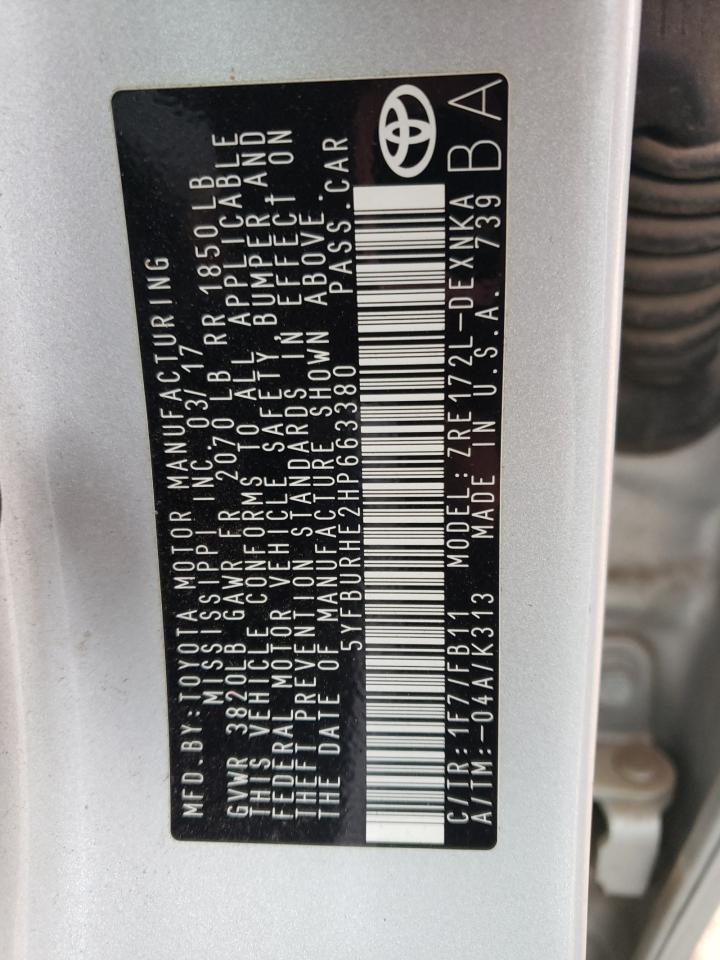 MFD.BY:TOYOTA MOTOR MANUFACTURING
MISSISSIPPI INC.03/17
GVWR 3820LB GAWR FR 2070 LB RR 1850 LB
THIS VEHICLE CONFORMS TO ALL APPLICABLE
FEDERAL MOTOR VEHICLE SAFETY, BUMPER AND
THEFT PREVENTION STANDARDS IN EFFECT ON
THE DATE OF MANUFACTURE SHOWN ABOVE.
5YFBURHE2HP663380 PASS.CAR
C/TR:1F7/FB11 MODEL:ZRE172L-DEXNKA
A/TM:-04A/K313 MADE IN U.S.A. 739
BA